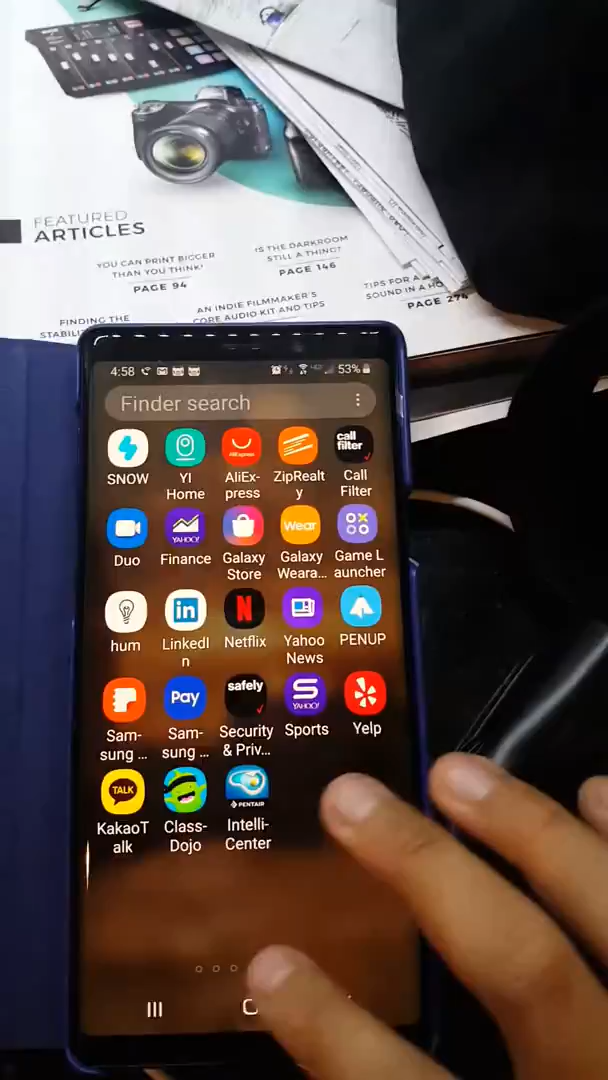 FEATURED
ARTICLES
YOU CAN PRINT BIGGER
THAN YOU THINK!
PAGE 94
IS THE DARKROOM
STILL A THING?
PAGE 146
FINDING THE
AN INDIE FILMMAKER'S
CORE AUDIO KIT AND TIPS
TIPS FOR
SOUND IN A
PAGE 274
4:58
53%
Finder search
call
filter
AliExpress
SNOW
YI
Home
AliEx-
press
ZipRealt
y
Call
Filter
YAHOO!
Wear
Duo
Finance
Galaxy
Store
Galaxy
Weara...
Game L
auncher
in
N
hum
LinkedI
n
Netflix
Yahoo
News
PENUP
Pay
safely
S
YAHOO!
Sam-
sung ...
Sam-
sung ...
Security
& Priv...
Sports
Yelp
TALK
PENTAIR
KakaoT
alk
Class-
Dojo
Intelli-
Center